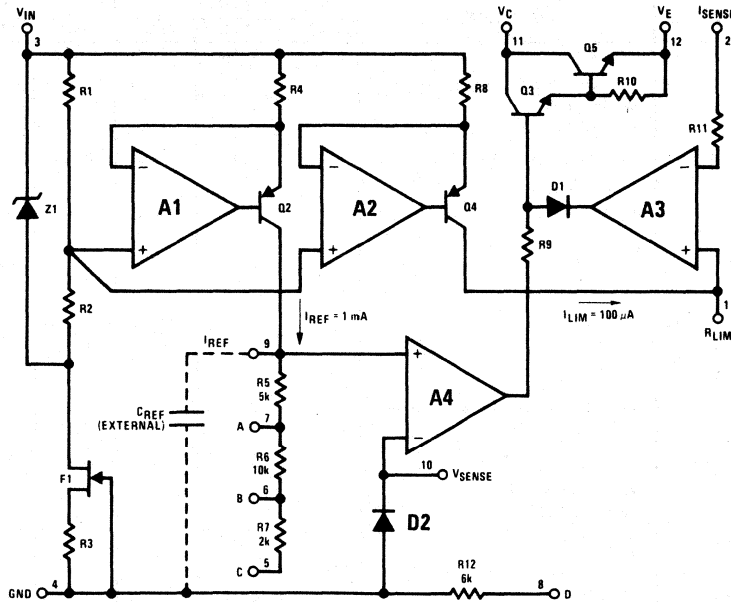 VIN
3
VC
11
VE
12
ISENSE
2
R1
R4
R8
Q5
Q3
R10
R11
−
A1
+
Q2
−
A2
+
Q4
D1
−
A3
+
Z1
R9
R2
IREF = 1 mA
ILIM = 100 μA
1
RLIM
IREF
9
R5
5k
+
A4
−
CREF
(EXTERNAL)
A
7
R6
10k
10
VSENSE
F1
B
6
R7
2k
D2
R3
C
5
R12
6k
GND
4
8
D